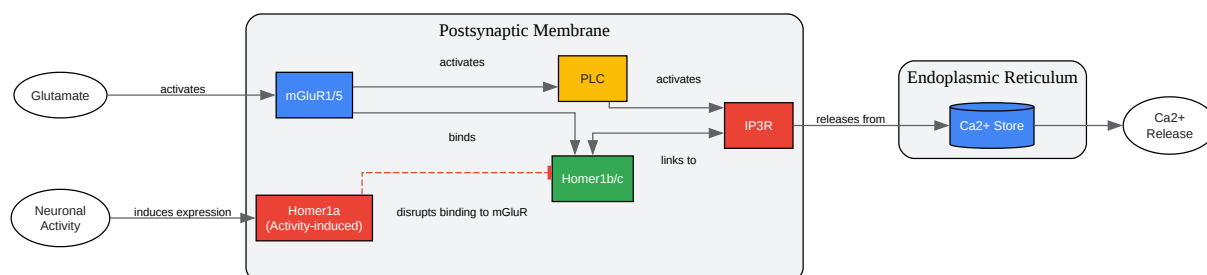 Postsynaptic Membrane
Glutamate
activates
mGluR1/5
activates
PLC
activates
binds
Homer1b/c
links to
IP3R
releases from
Endoplasmic Reticulum
Ca2+ Store
Ca2+
Release
Neuronal
Activity
induces expression
Homer1a
(Activity-induced)
disrupts binding to mGluR